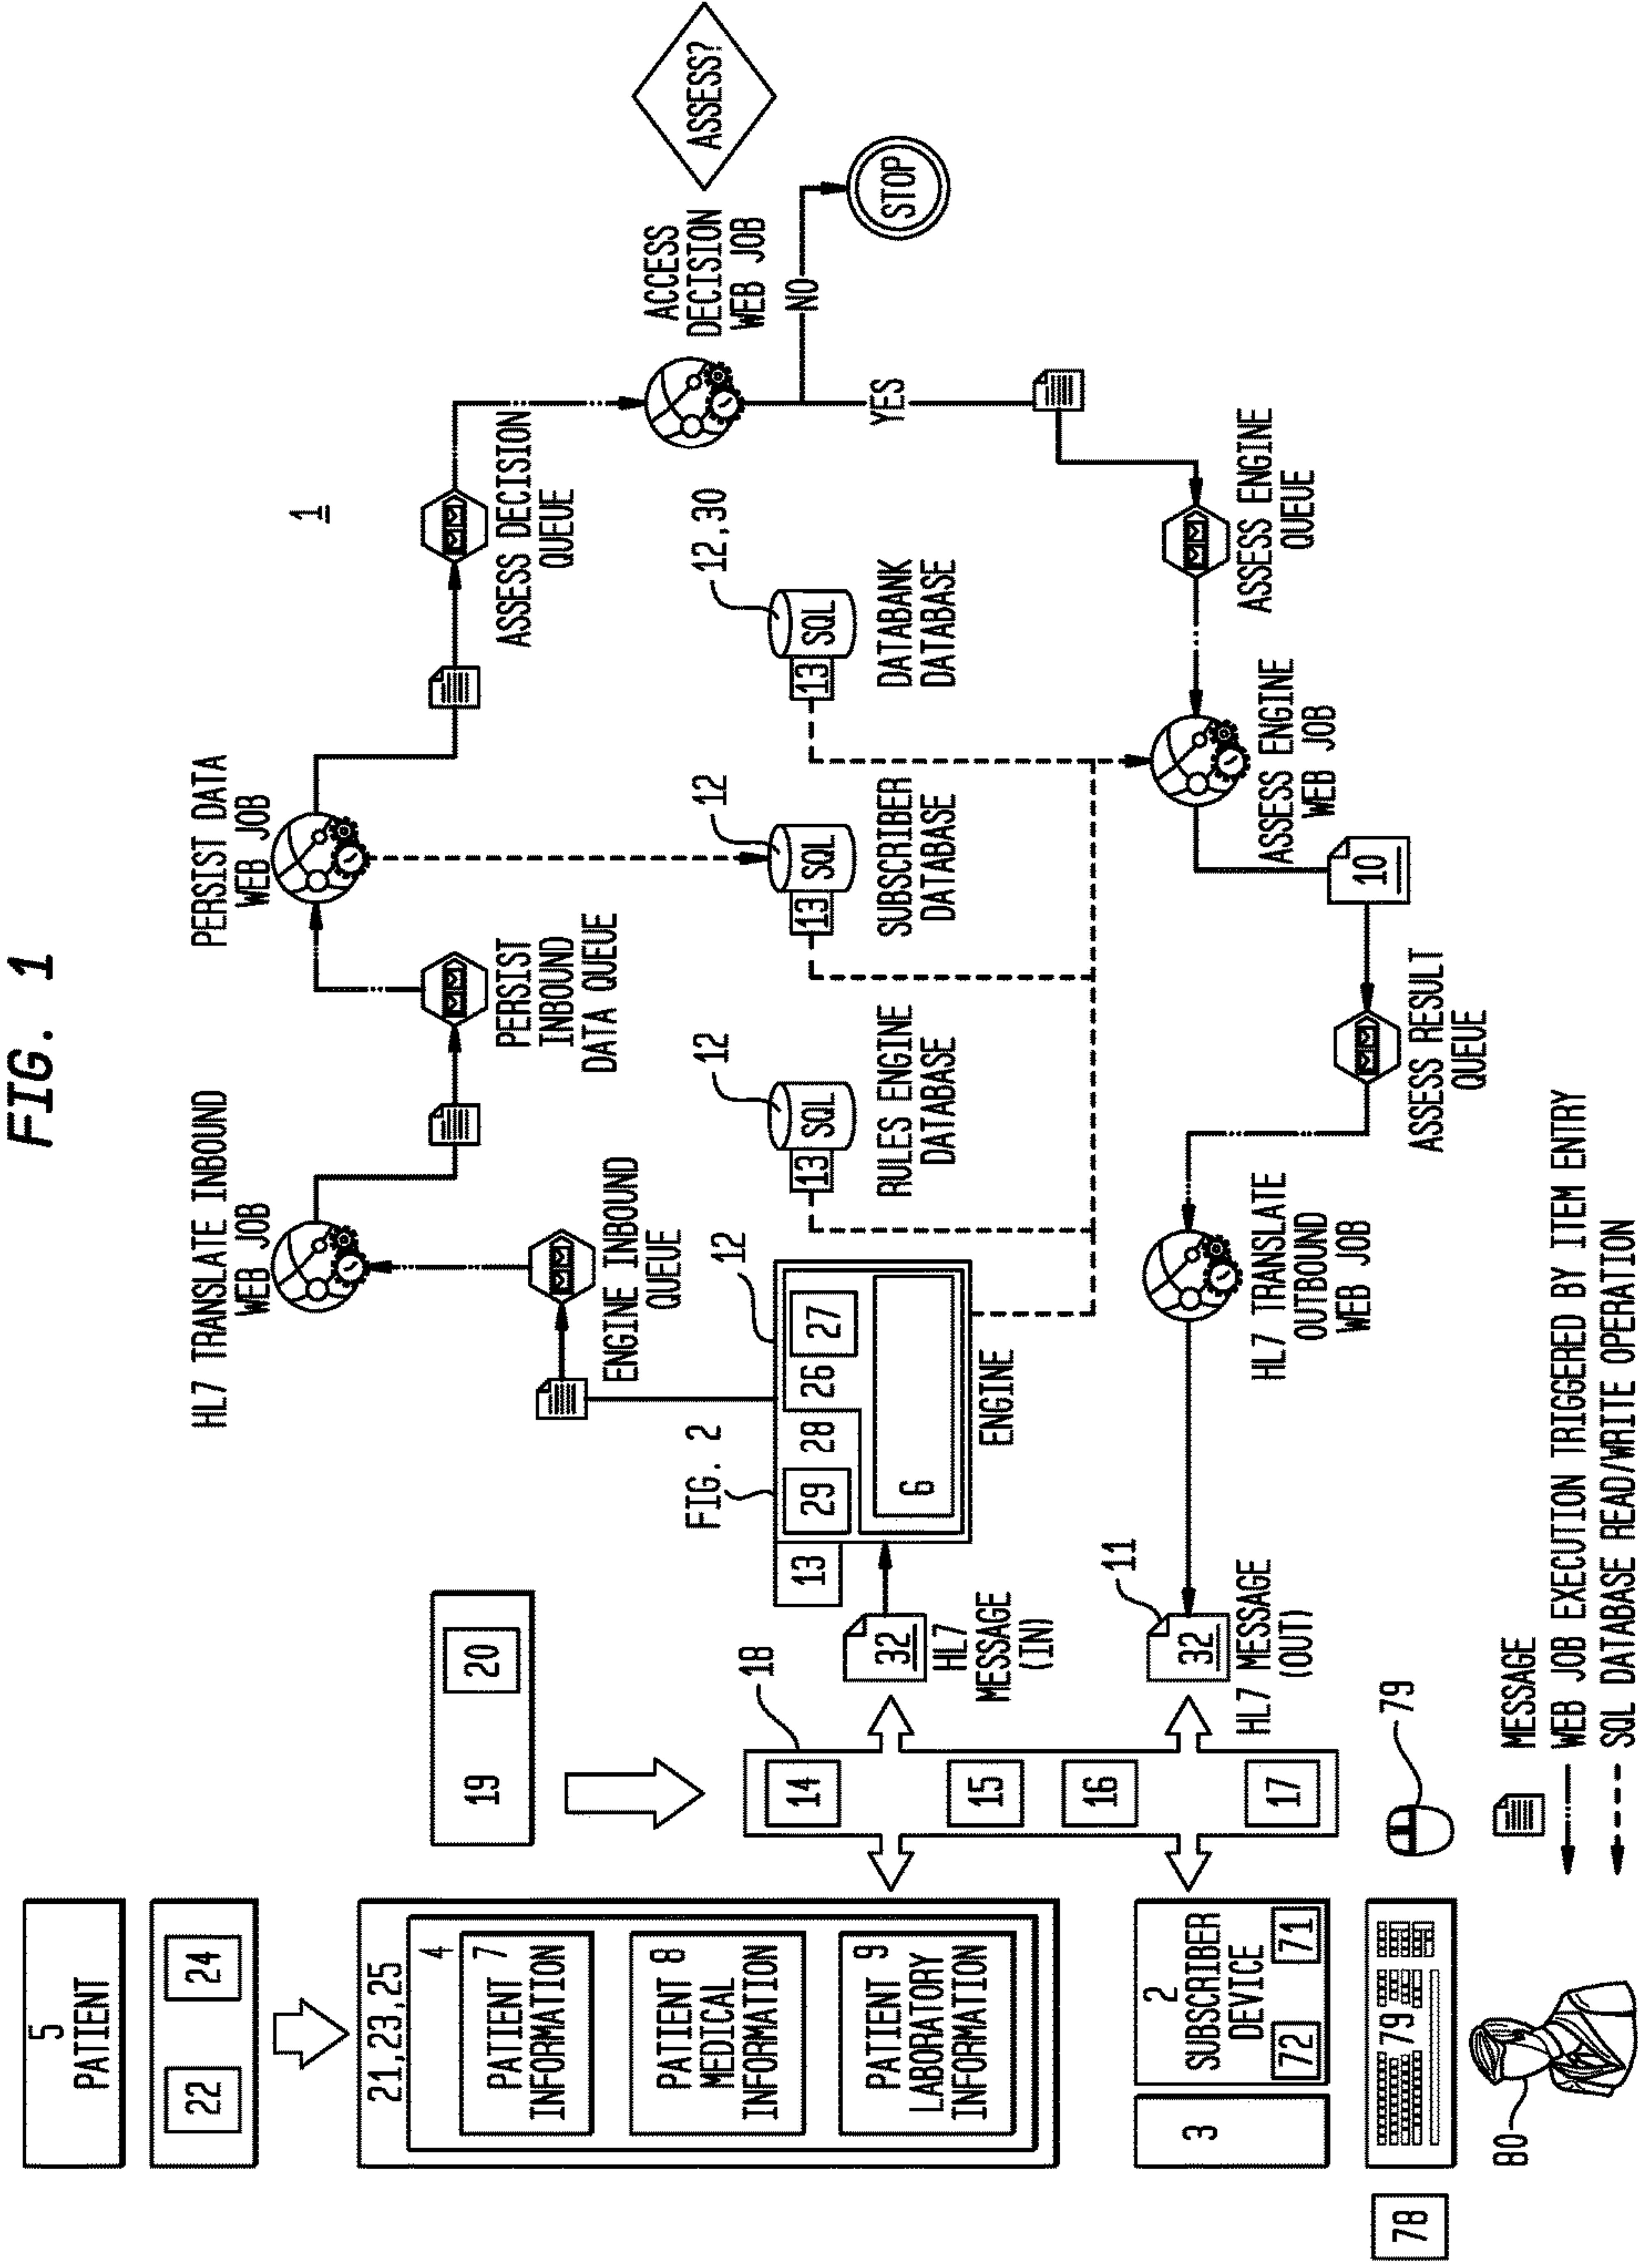 FIG. 1
1
5
PATIENT
22
24
21,23,25
4
7
PATIENT
INFORMATION
8
PATIENT
MEDICAL
INFORMATION
9
PATIENT
LABORATORY
INFORMATION
3
2
SUBSCRIBER
DEVICE
72
71
78
79
79
80
19
20
18
14
15
16
17
32
HL7
MESSAGE
(IN)
11
32
HL7 MESSAGE
(OUT)
FIG. 2
12
13
29
28
26
27
6
ENGINE
ENGINE INBOUND
QUEUE
HL7 TRANSLATE INBOUND
WEB JOB
PERSIST
INBOUND
DATA QUEUE
PERSIST DATA
WEB JOB
ASSESS DECISION
QUEUE
ACCESS
DECISION
WEB JOB
ASSESS?
NO
STOP
YES
12
13
SQL
RULES ENGINE
DATABASE
12
13
SQL
SUBSCRIBER
DATABASE
12,30
13
SQL
DATABANK
DATABASE
ASSESS ENGINE
QUEUE
ASSESS ENGINE
WEB JOB
10
ASSESS RESULT
QUEUE
HL7 TRANSLATE
OUTBOUND
WEB JOB
MESSAGE
WEB JOB EXECUTION TRIGGERED BY ITEM ENTRY
SQL DATABASE READ/WRITE OPERATION